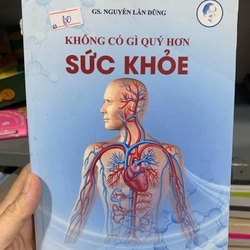 GS. NGUYỄN LÂN DŨNG
KHÔNG CÓ GÌ QUÝ HƠN
SỨC KHỎE